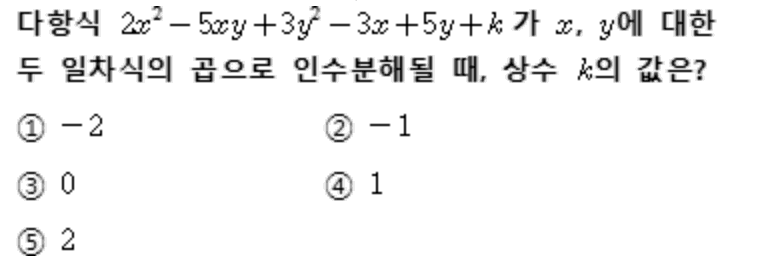 다항식 2x² − 5xy + 3y² − 3x + 5y + k 가 x, y에 대한
두 일차식의 곱으로 인수분해될 때, 상수 k의 값은?
① −2 ② −1
③ 0 ④ 1
⑤ 2